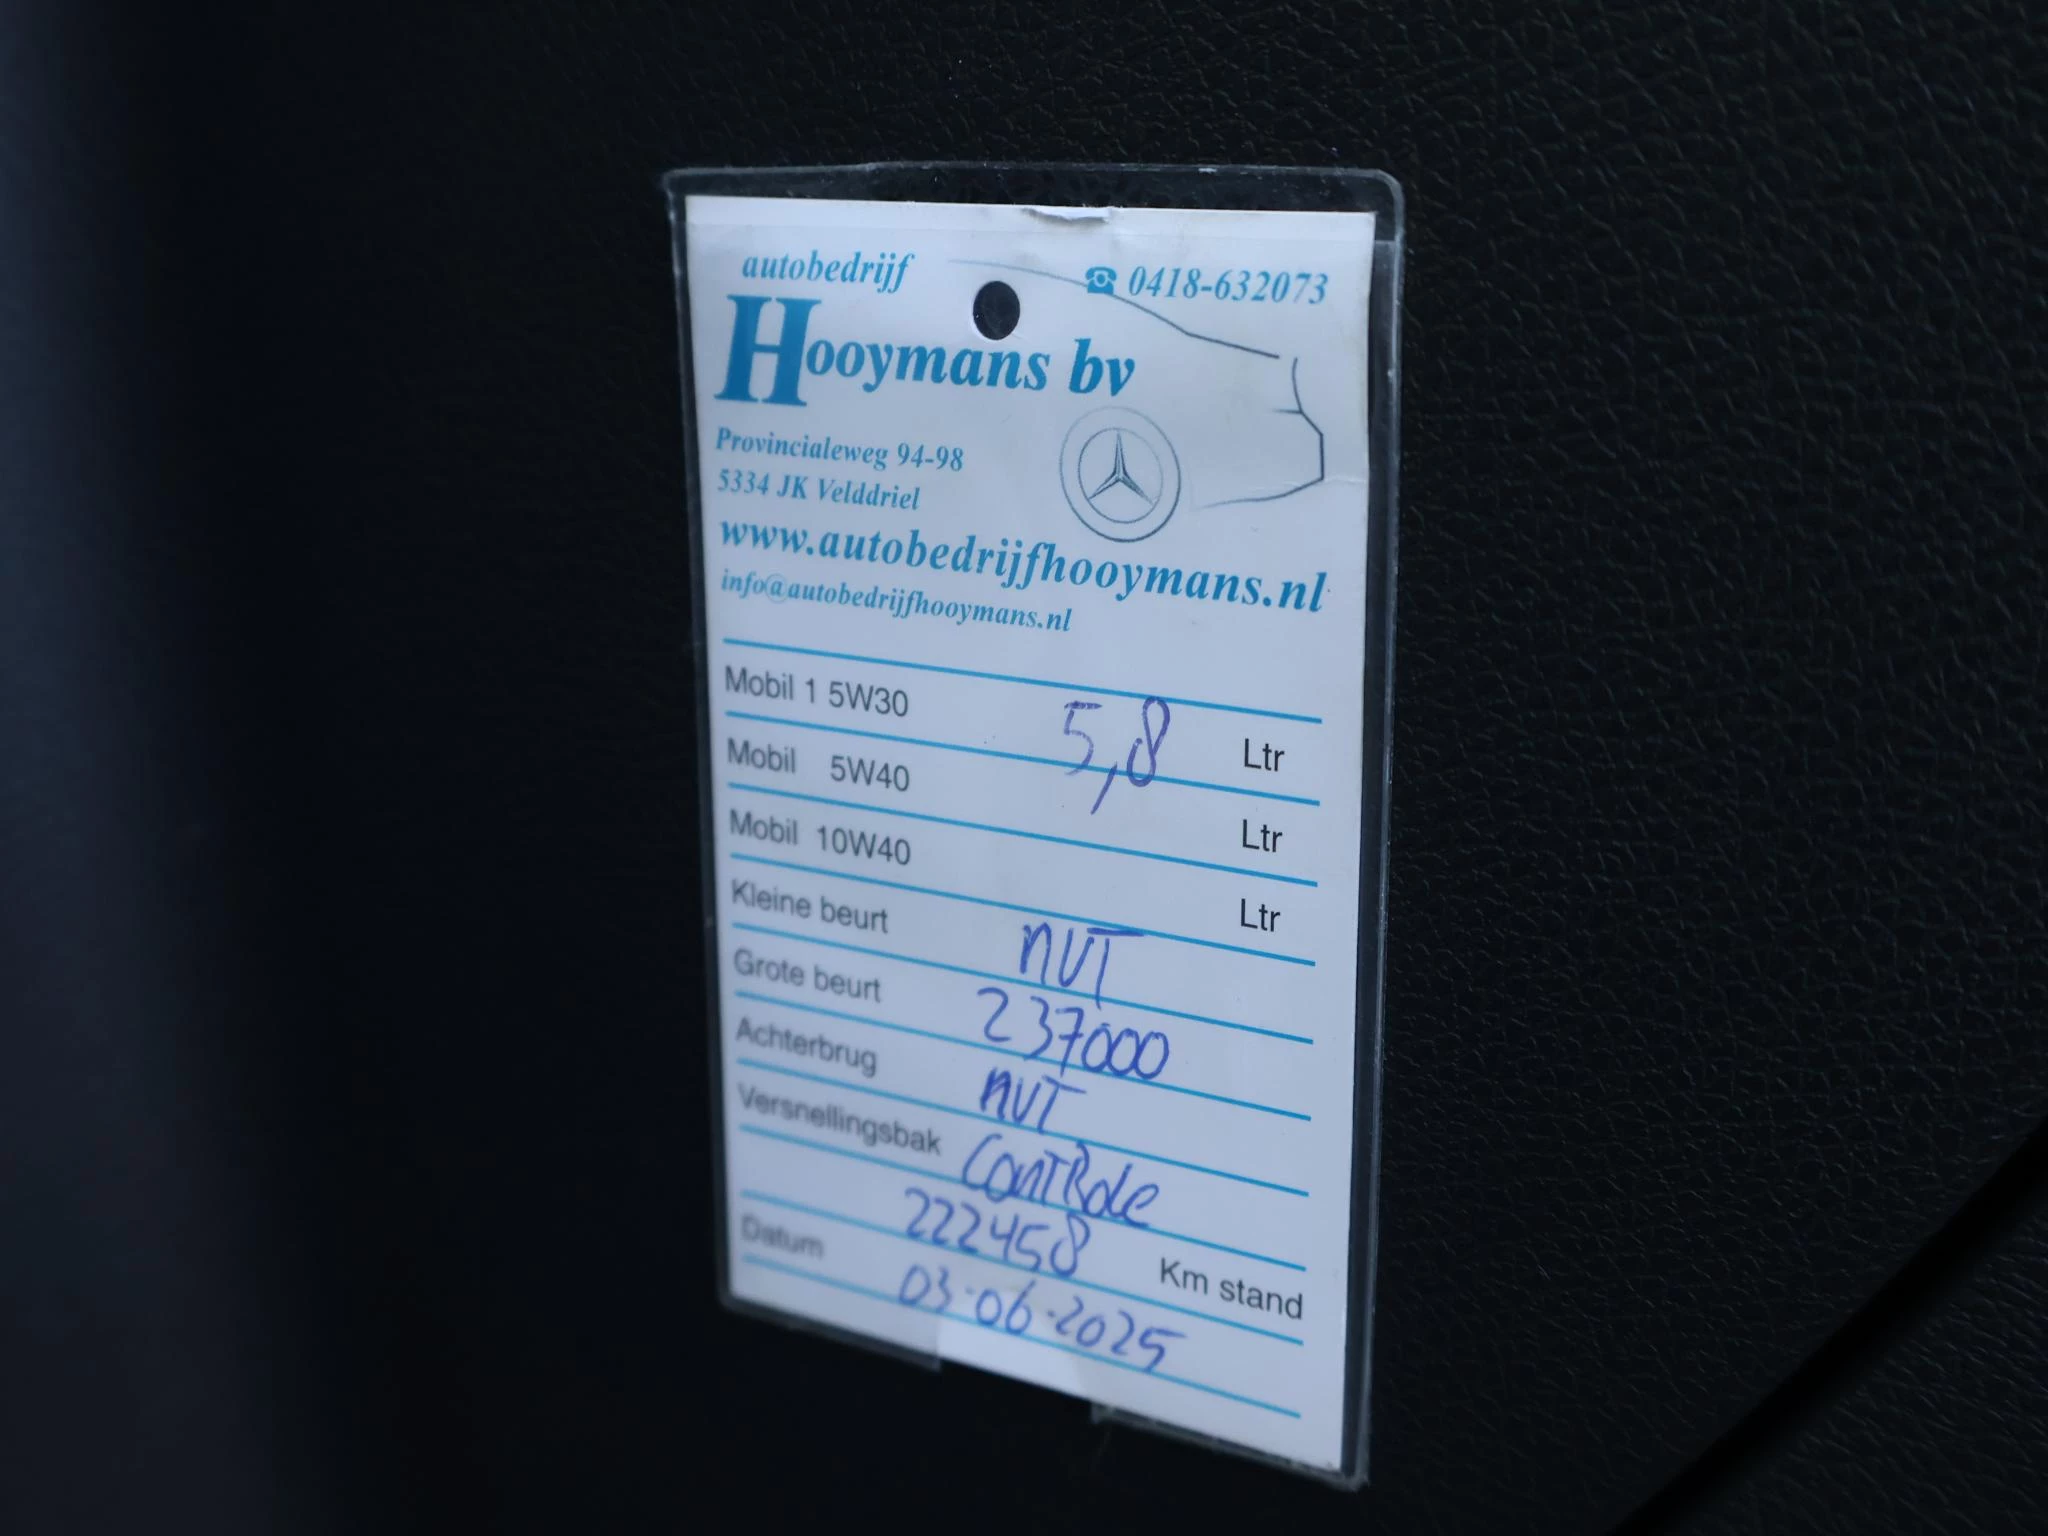 autobedrijf ☎ 0418-632073
Hooymans bv
Provincialeweg 94-98
5334 JK Velddriel
www.autobedrijfhooymans.nl
info@autobedrijfhooymans.nl
Mobil 1 5W30 5,8 Ltr
Mobil 5W40 Ltr
Mobil 10W40 Ltr
Kleine beurt NVT
Grote beurt 237000
Achterbrug NVT
Versnellingsbak Controle
222458 Km stand
Datum 03-06-2025